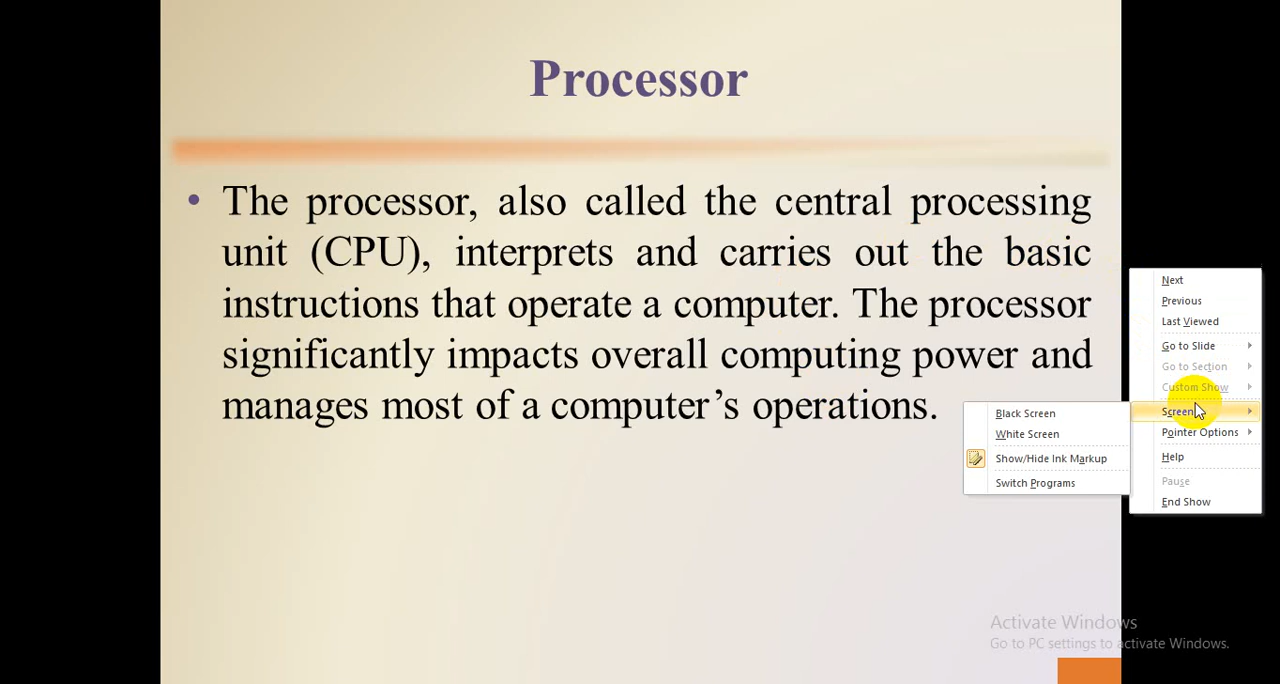 Processor
• The processor, also called the central processing
unit (CPU), interprets and carries out the basic
instructions that operate a computer. The processor
significantly impacts overall computing power and
manages most of a computer’s operations.
Next
Previous
Last Viewed
Go to Slide
Go to Section
Custom Show
Screen
Pointer Options
Help
Pause
End Show
Black Screen
White Screen
Show/Hide Ink Markup
Switch Programs
Activate Windows
Go to PC settings to activate Windows.